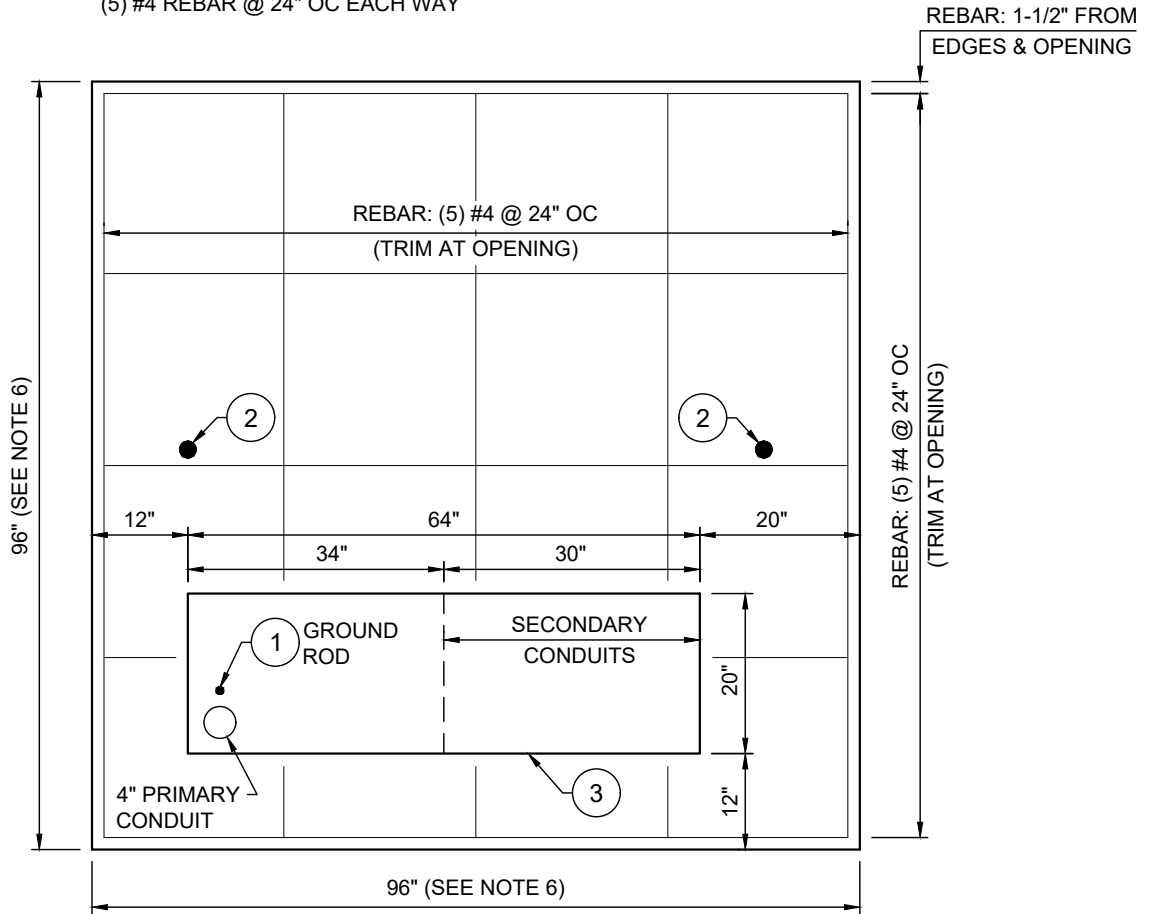 (5) #4 REBAR @ 24" OC EACH WAY
REBAR: 1-1/2" FROM
EDGES & OPENING
REBAR: (5) #4 @ 24" OC
(TRIM AT OPENING)
96" (SEE NOTE 6)
2
2
REBAR: (5) #4 @ 24" OC
(TRIM AT OPENING)
12"
64"
20"
34"
30"
1
GROUND
ROD
SECONDARY
CONDUITS
20"
4" PRIMARY
CONDUIT
3
12"
96" (SEE NOTE 6)